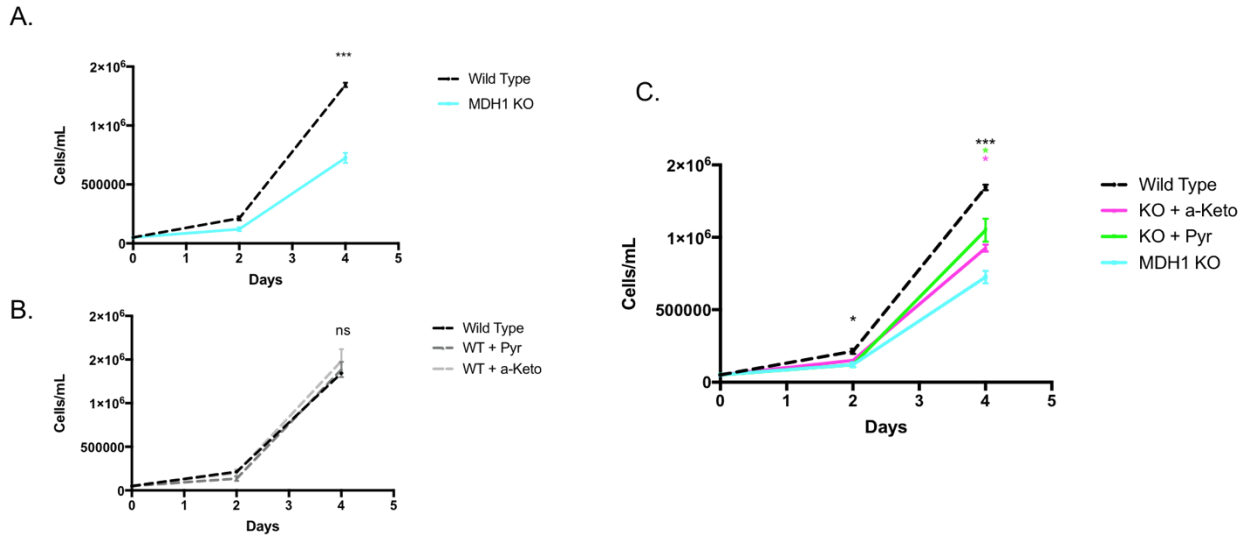 A.
***
2×10⁶
1×10⁶
500000
0
Cells/mL
0 1 2 3 4 5
Days
Wild Type
MDH1 KO
B.
ns
2×10⁶
2×10⁶
1×10⁶
500000
0
Cells/mL
0 1 2 3 4 5
Days
Wild Type
WT + Pyr
WT + a-Keto
C.
***
*
*
*
2×10⁶
1×10⁶
500000
0
Cells/mL
0 1 2 3 4 5
Days
Wild Type
KO + a-Keto
KO + Pyr
MDH1 KO